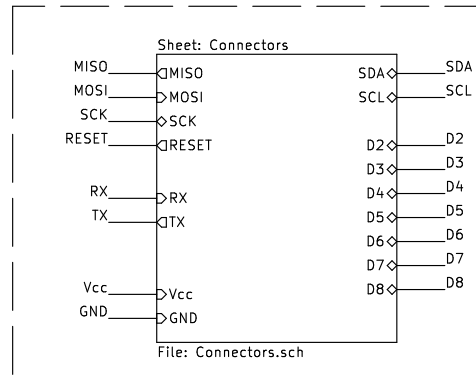 Sheet: Connectors
MISO MISO SDA SDA
MOSI MOSI SCL SCL
SCK SCK
RESET RESET D2 D2
D3 D3
RX RX D4 D4
TX TX D5 D5
D6 D6
D7 D7
Vcc Vcc D8 D8
GND GND
File: Connectors.sch